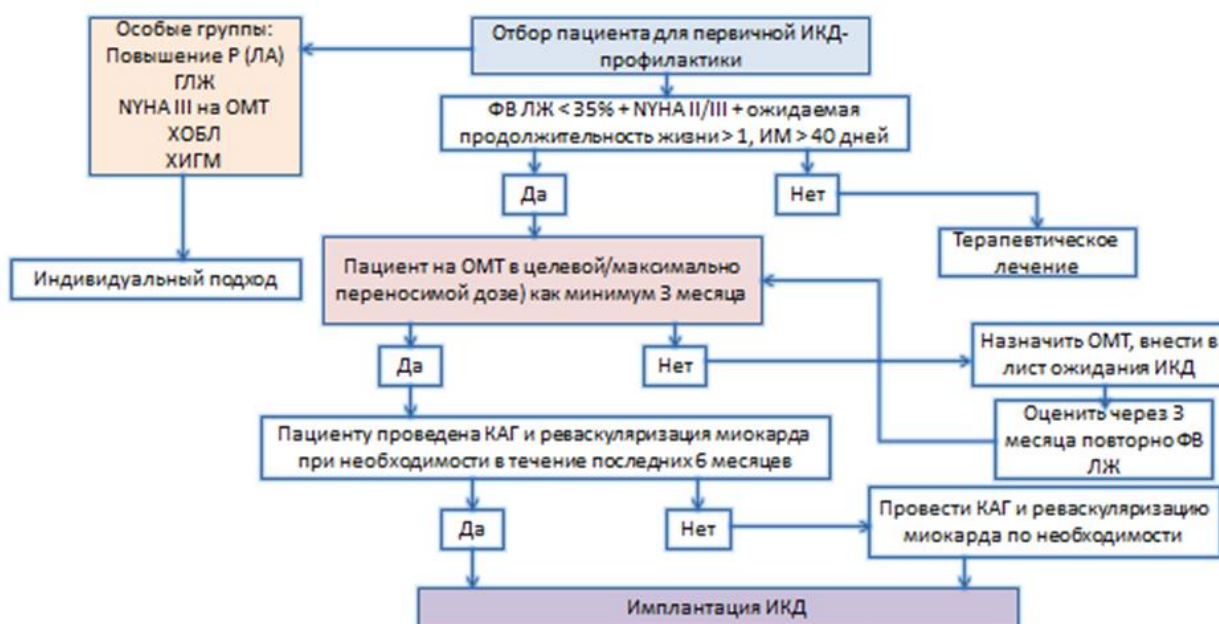 Особые группы:
Повышение P (ЛА)
ГЛЖ
NYHA III на ОМТ
ХОБЛ
ХИГМ
Отбор пациента для первичной ИКД-
профилактики
ФВ ЛЖ < 35% + NYHA II/III + ожидаемая
продолжительность жизни > 1, ИМ > 40 дней
Да
Нет
Индивидуальный подход
Терапевтическое
лечение
Пациент на ОМТ в целевой/максимально
переносимой дозе) как минимум 3 месяца
Да
Нет
Назначить ОМТ, внести в
лист ожидания ИКД
Оценить через 3
месяца повторно ФВ
ЛЖ
Пациенту проведена КАГ и реваскуляризация миокарда
при необходимости в течение последних 6 месяцев
Да
Нет
Провести КАГ и реваскуляризацию
миокарда по необходимости
Имплантация ИКД